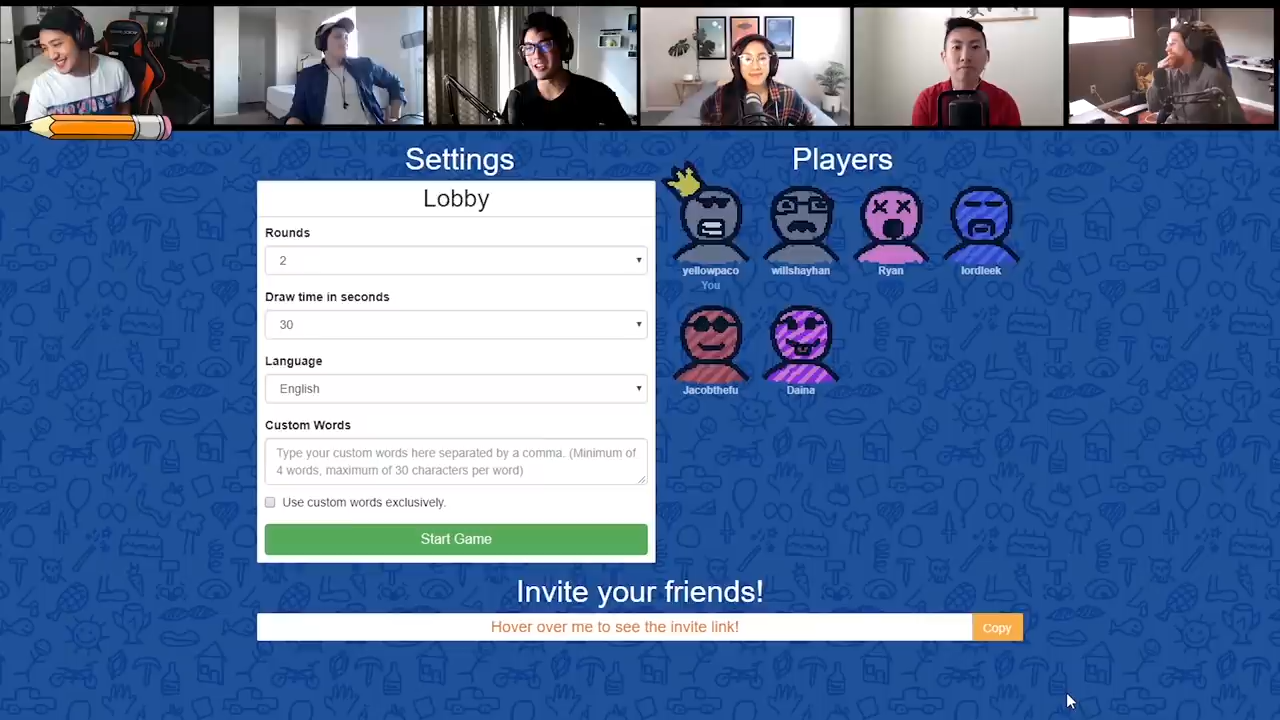 Settings
Lobby
Rounds
2
Draw time in seconds
30
Language
English
Custom Words
Type your custom words here separated by a comma. (Minimum of
4 words, maximum of 30 characters per word)
Use custom words exclusively.
Start Game
Players
yellowpaco
You
willshayhan
Ryan
lordleek
Jacobthefu
Daina
Invite your friends!
Hover over me to see the invite link!
Copy